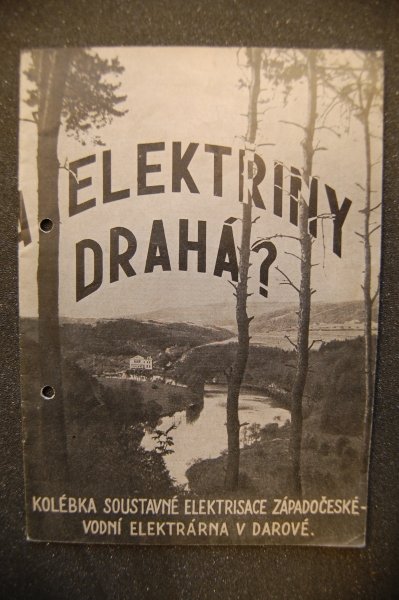 A ELEKTRINY
DRAHÁ?
KOLÉBKA SOUSTAVNÉ ELEKTRISACE ZÁPADOČESKÉ-
VODNÍ ELEKTRÁRNA V DAROVÉ.